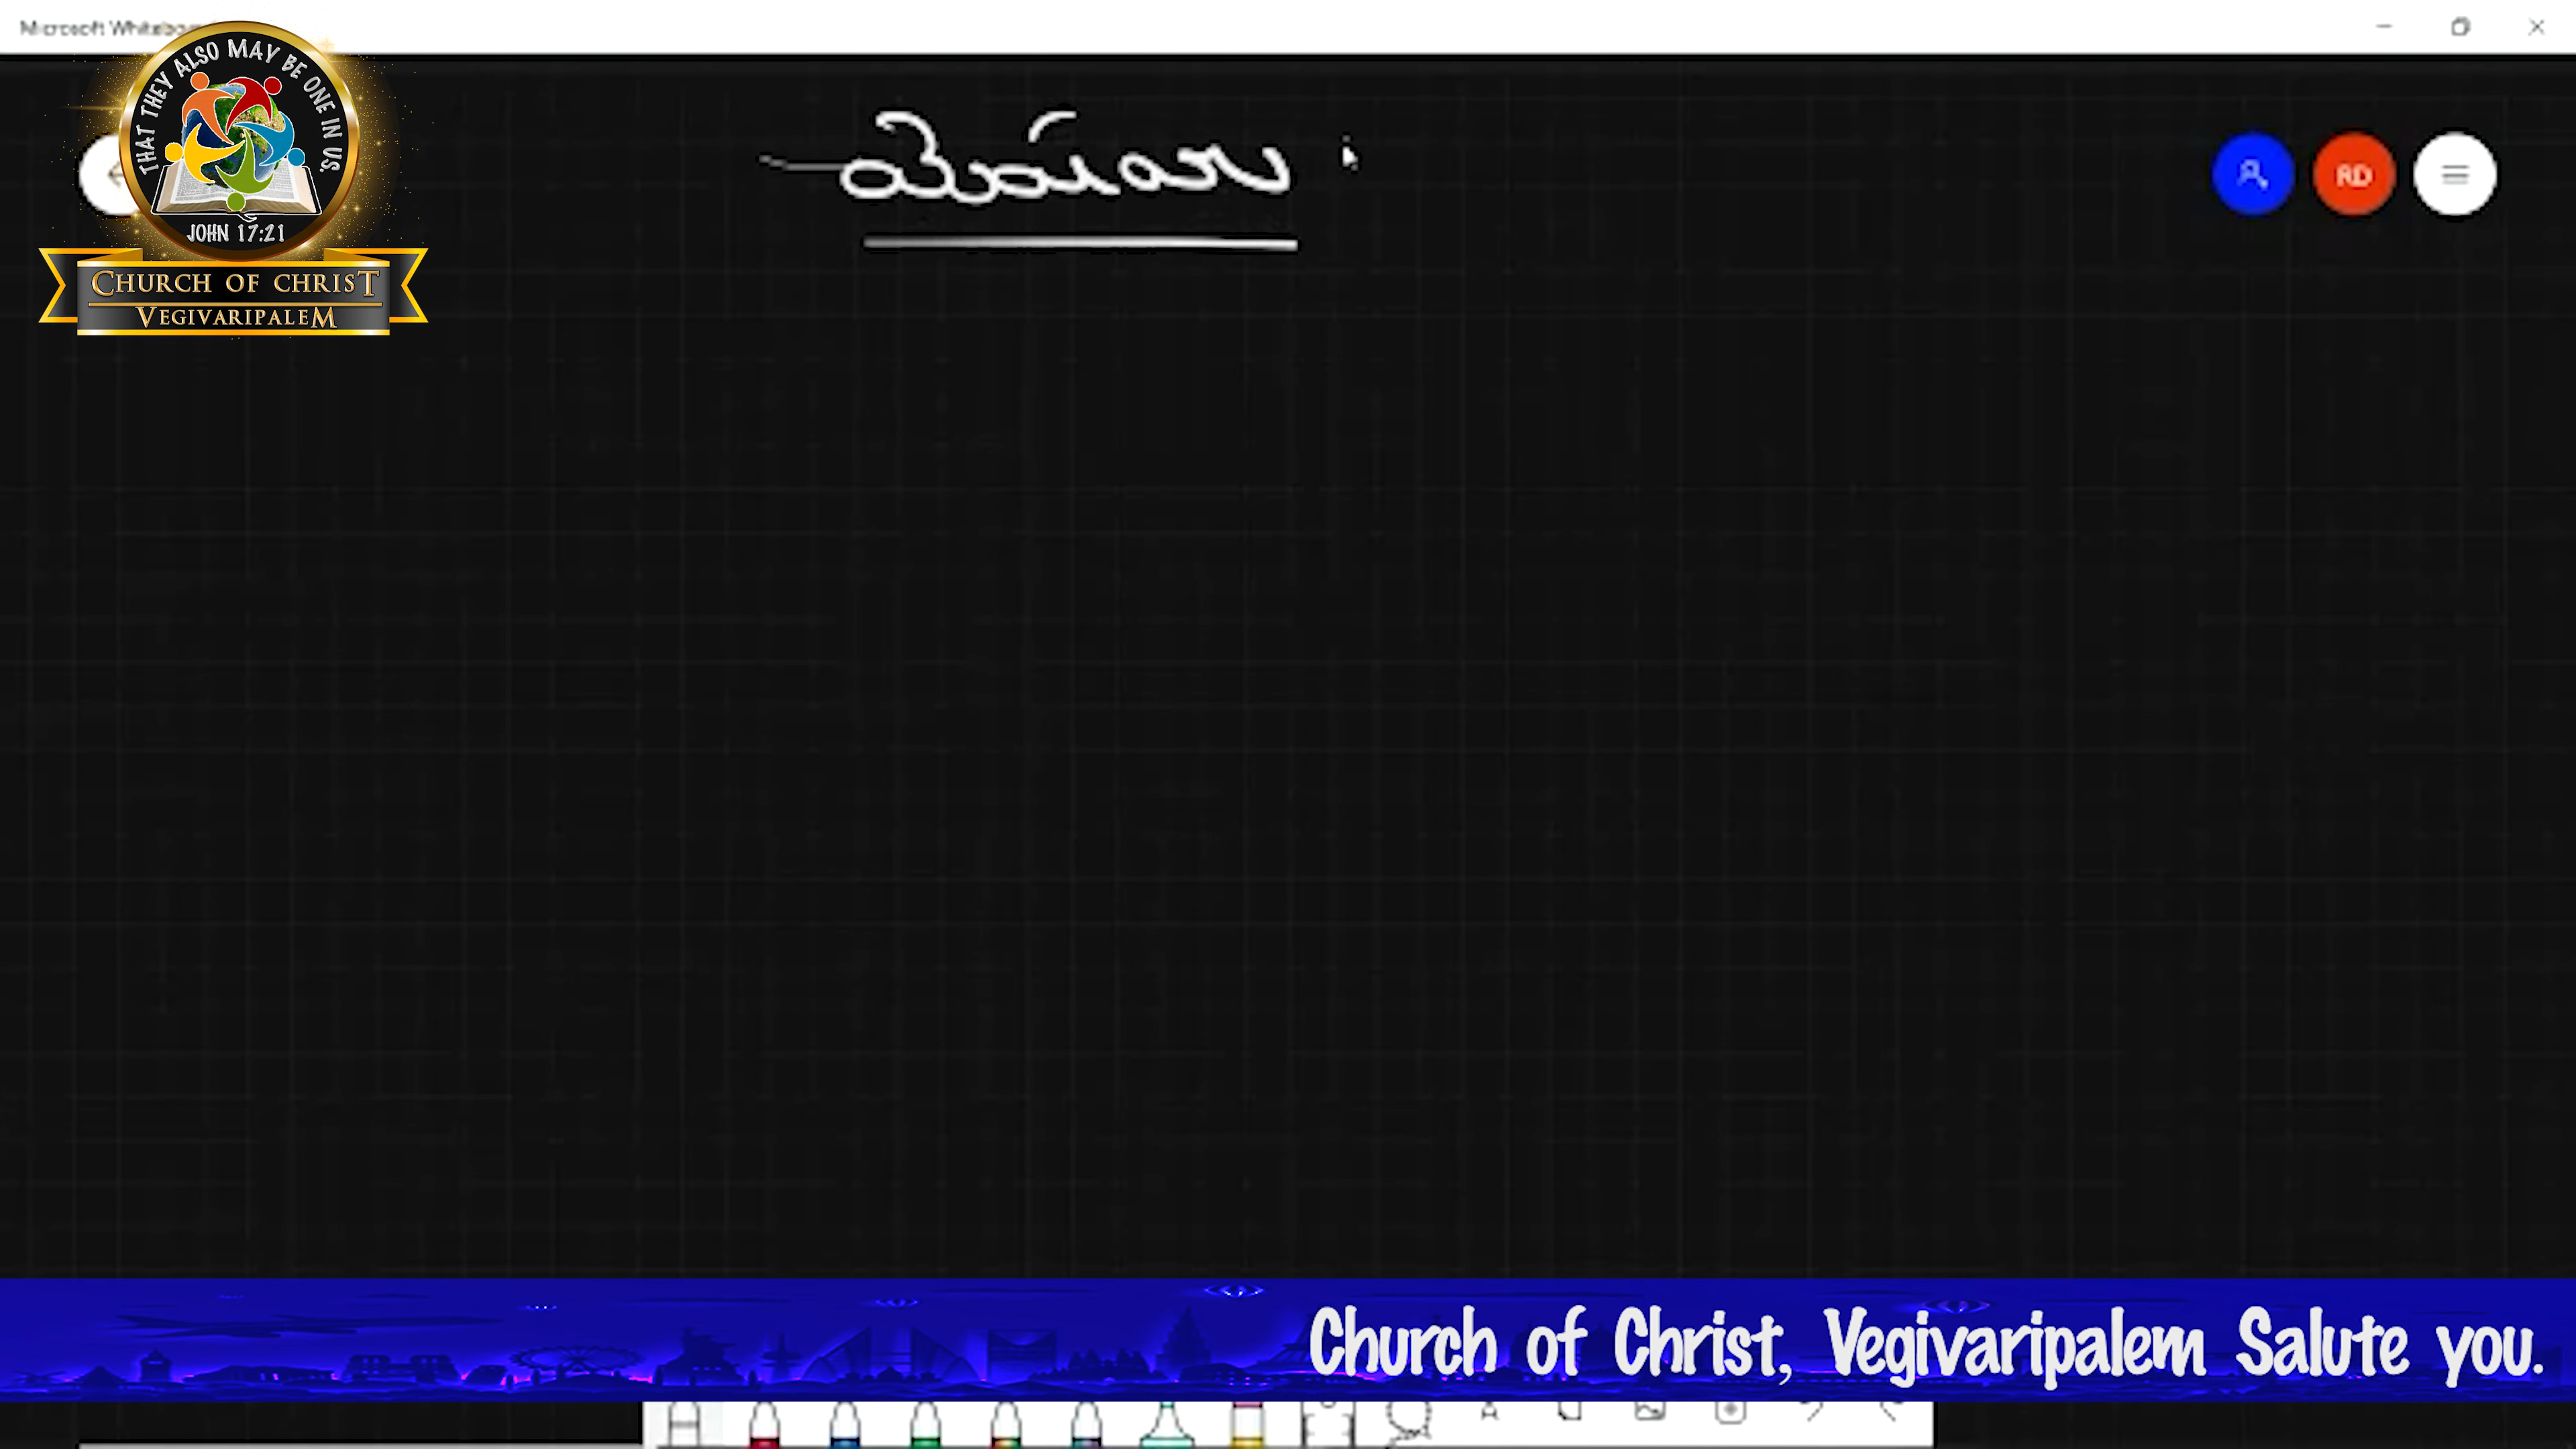 Microsoft Whiteboard
THAT THEY ALSO MAY BE ONE IN US.
JOHN 17:21
CHURCH OF CHRIST
VEGIVARIPALEM
RD
Church of Christ, Vegivaripalem Salute you.